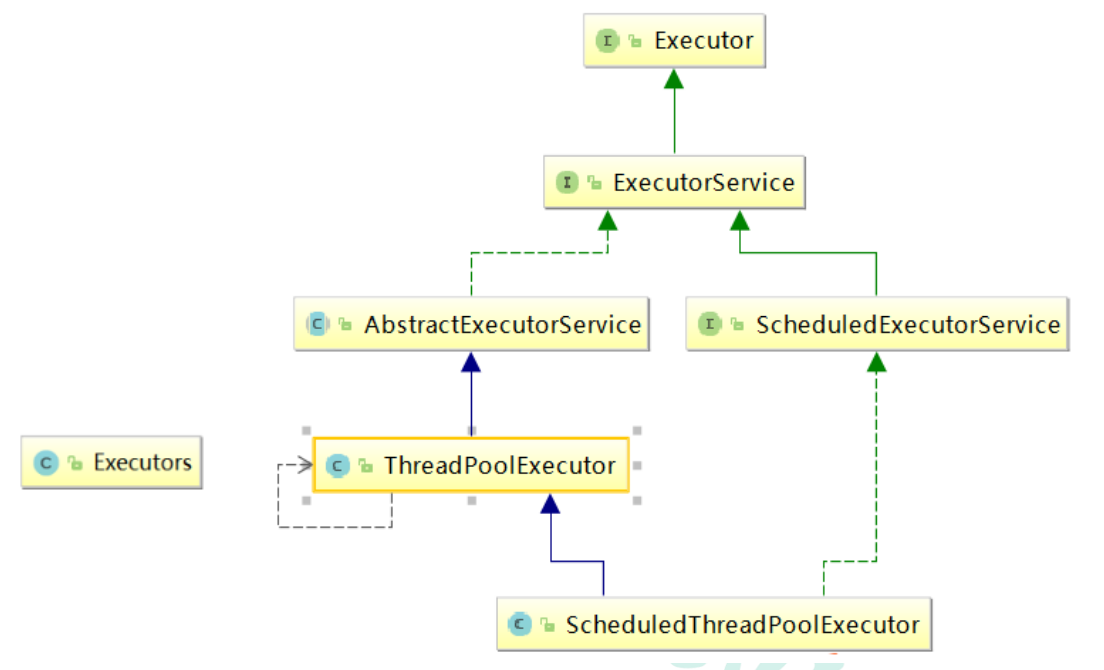 Executor
ExecutorService
AbstractExecutorService
ScheduledExecutorService
Executors
ThreadPoolExecutor
ScheduledThreadPoolExecutor